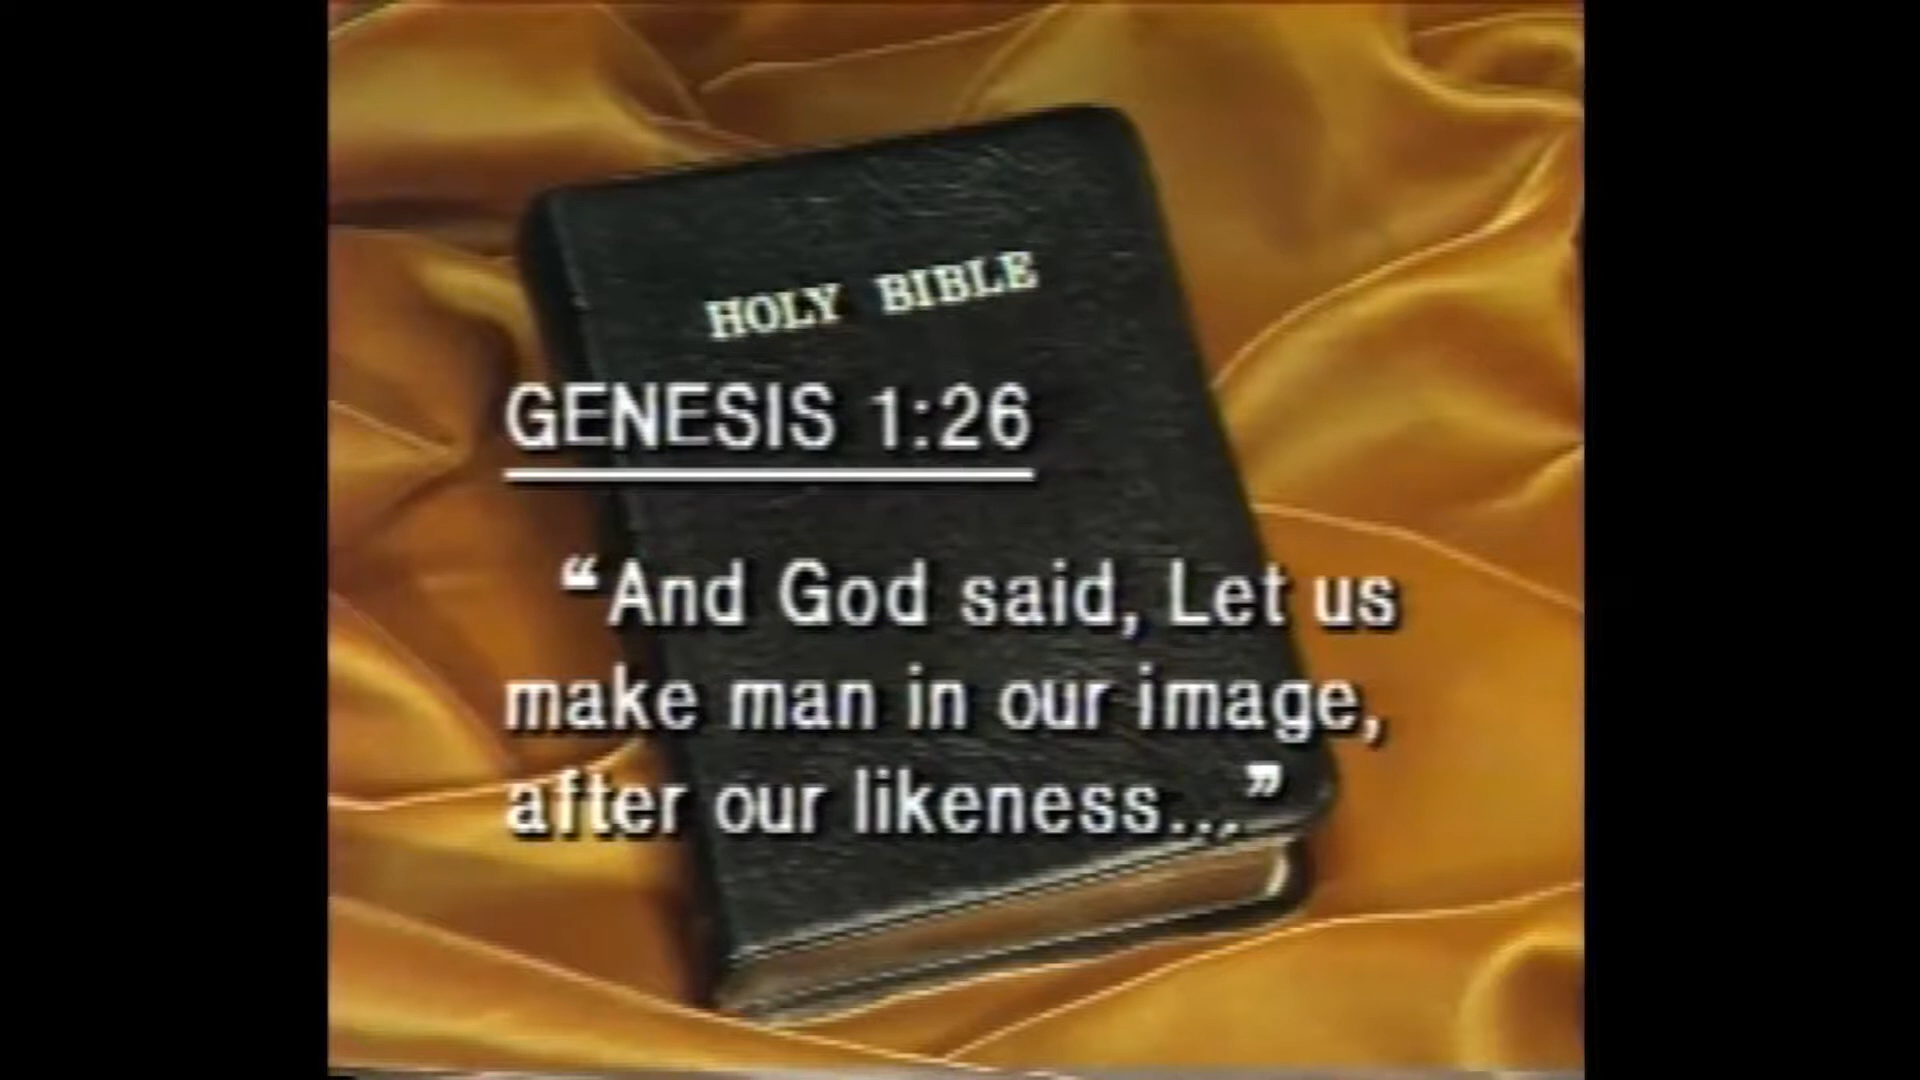 HOLY BIBLE
GENESIS 1:26
“And God said, Let us
make man in our image,
after our likeness...”